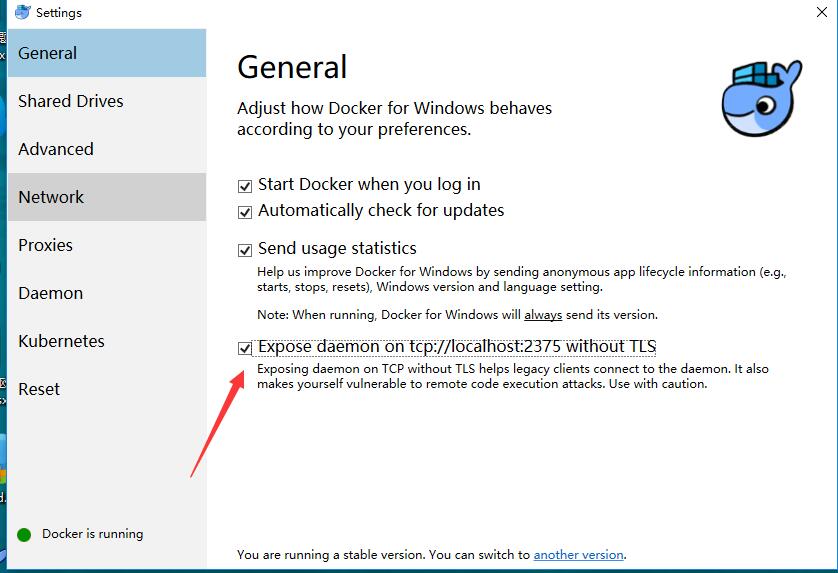 Settings
General
Shared Drives
Advanced
Network
Proxies
Daemon
Kubernetes
Reset
Docker is running
General
Adjust how Docker for Windows behaves
according to your preferences.
Start Docker when you log in
Automatically check for updates
Send usage statistics
Help us improve Docker for Windows by sending anonymous app lifecycle information (e.g.,
starts, stops, resets), Windows version and language setting.
Note: When running, Docker for Windows will always send its version.
Expose daemon on tcp://localhost:2375 without TLS
Exposing daemon on TCP without TLS helps legacy clients connect to the daemon. It also
makes yourself vulnerable to remote code execution attacks. Use with caution.
You are running a stable version. You can switch to another version.